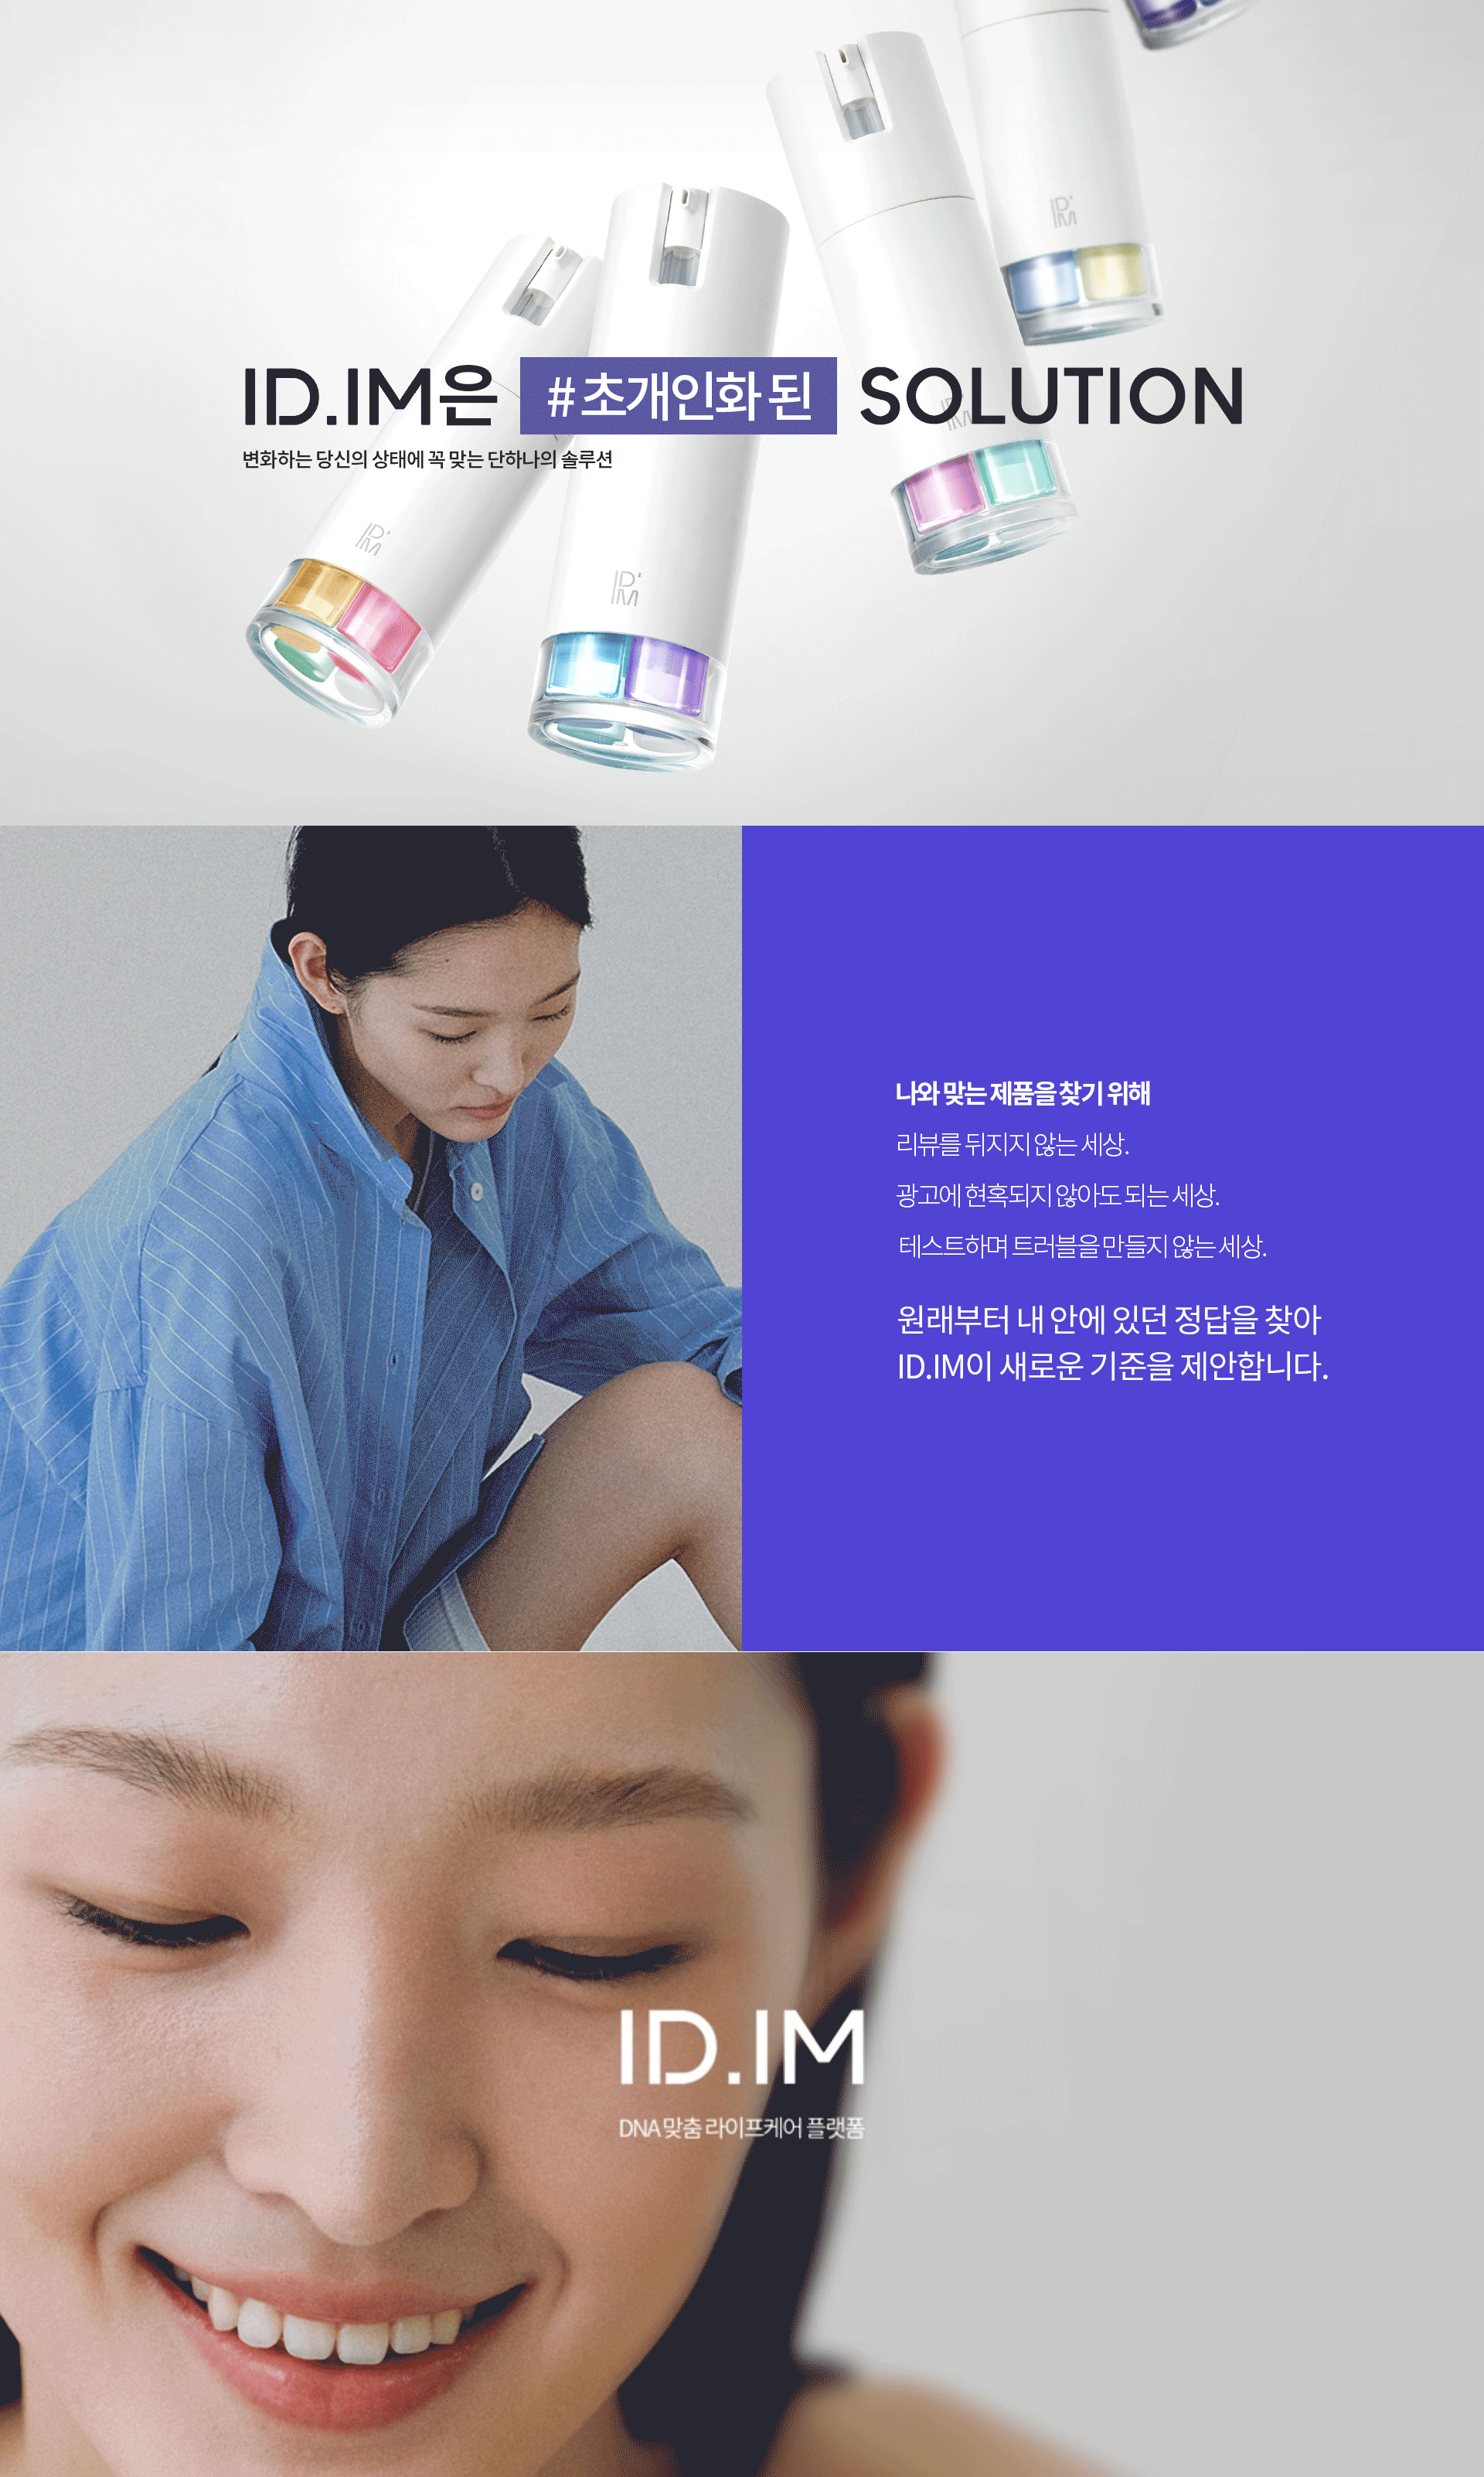 ID.IM은 #초개인화 된 SOLUTION
변화하는 당신의 상태에 꼭 맞는 단하나의 솔루션
나와 맞는 제품을 찾기 위해
리뷰를 뒤지지 않는 세상.
광고에 현혹되지 않아도 되는 세상.
테스트하며 트러블을 만들지 않는 세상.
원래부터 내 안에 있던 정답을 찾아
ID.IM이 새로운 기준을 제안합니다.
ID.IM
DNA 맞춤 라이프케어 플랫폼